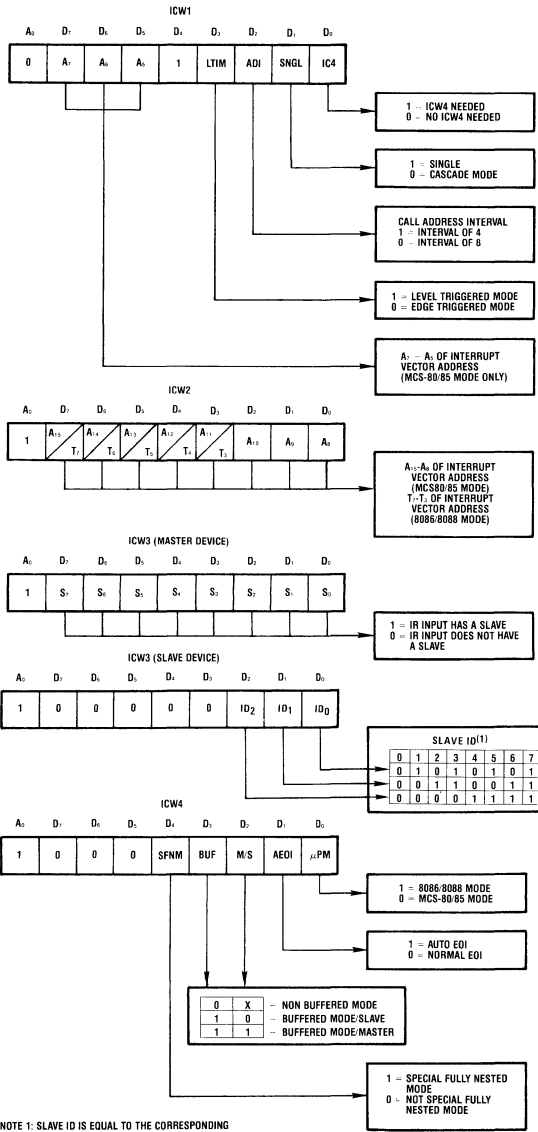 ICW1
A₀ D₇ D₆ D₅ D₄ D₃ D₂ D₁ D₀
0 A₇ A₆ A₅ 1 LTIM ADI SNGL IC4
1 = ICW4 NEEDED
0 = NO ICW4 NEEDED
1 = SINGLE
0 = CASCADE MODE
CALL ADDRESS INTERVAL
1 = INTERVAL OF 4
0 = INTERVAL OF 8
1 = LEVEL TRIGGERED MODE
0 = EDGE TRIGGERED MODE
A₇ – A₅ OF INTERRUPT
VECTOR ADDRESS
(MCS-80/85 MODE ONLY)
ICW2
A₀ D₇ D₆ D₅ D₄ D₃ D₂ D₁ D₀
1 A₁₅/T₇ A₁₄/T₆ A₁₃/T₅ A₁₂/T₄ A₁₁/T₃ A₁₀ A₉ A₈
A₁₅-A₈ OF INTERRUPT
VECTOR ADDRESS
(MCS80/85 MODE)
T₇-T₃ OF INTERRUPT
VECTOR ADDRESS
(8086/8088 MODE)
ICW3 (MASTER DEVICE)
A₀ D₇ D₆ D₅ D₄ D₃ D₂ D₁ D₀
1 S₇ S₆ S₅ S₄ S₃ S₂ S₁ S₀
1 = IR INPUT HAS A SLAVE
0 = IR INPUT DOES NOT HAVE
A SLAVE
ICW3 (SLAVE DEVICE)
A₀ D₇ D₆ D₅ D₄ D₃ D₂ D₁ D₀
1 0 0 0 0 0 ID₂ ID₁ ID₀
SLAVE ID(1)
0 1 2 3 4 5 6 7
0 1 0 1 0 1 0 1
0 0 1 1 0 0 1 1
0 0 0 0 1 1 1 1
ICW4
A₀ D₇ D₆ D₅ D₄ D₃ D₂ D₁ D₀
1 0 0 0 SFNM BUF M/S AEOI μPM
1 = 8086/8088 MODE
0 = MCS-80/85 MODE
1 = AUTO EOI
0 = NORMAL EOI
0 X – NON BUFFERED MODE
1 0 – BUFFERED MODE/SLAVE
1 1 – BUFFERED MODE/MASTER
1 = SPECIAL FULLY NESTED
MODE
0 = NOT SPECIAL FULLY
NESTED MODE
NOTE 1: SLAVE ID IS EQUAL TO THE CORRESPONDING